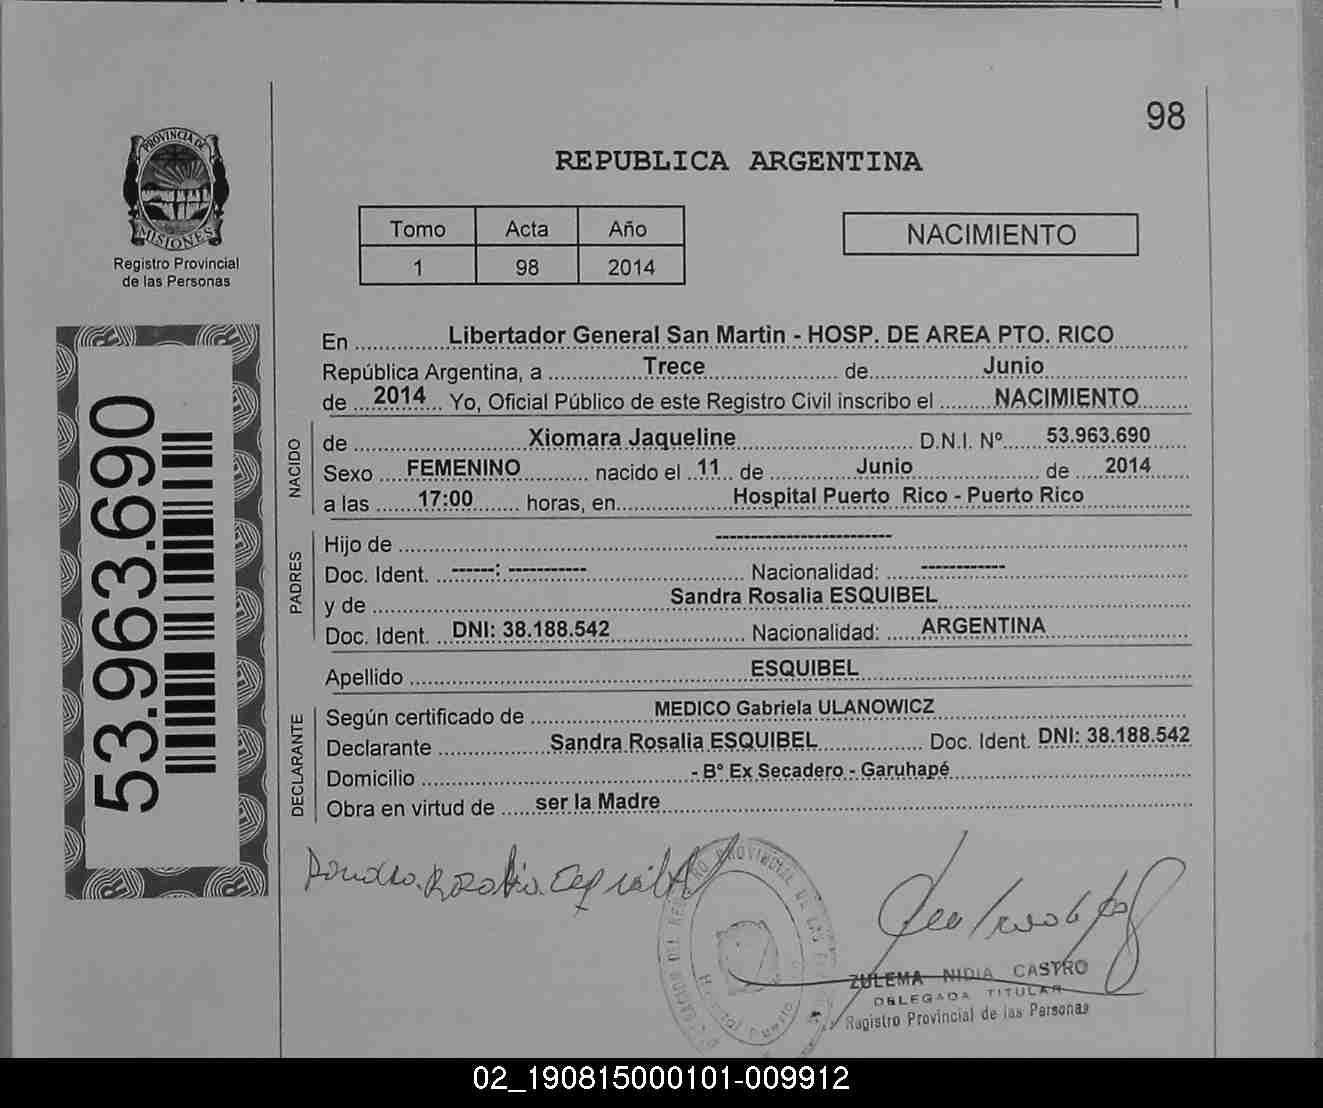 98
PROVINCIA DE
MISIONES
Registro Provincial
de las Personas
REPUBLICA ARGENTINA
Tomo Acta Año
1 98 2014
NACIMIENTO
53.963.690
En Libertador General San Martin - HOSP. DE AREA PTO. RICO
República Argentina, a Trece de Junio
de 2014 Yo, Oficial Público de este Registro Civil inscribo el NACIMIENTO
NACIDO
de Xiomara Jaqueline D.N.I. Nº 53.963.690
Sexo FEMENINO nacido el 11 de Junio de 2014
a las 17:00 horas, en Hospital Puerto Rico - Puerto Rico
PADRES
Hijo de -------------------------
Doc. Ident. ------: ----------- Nacionalidad: ------------
y de Sandra Rosalia ESQUIBEL
Doc. Ident. DNI: 38.188.542 Nacionalidad: ARGENTINA
Apellido ESQUIBEL
DECLARANTE
Según certificado de MEDICO Gabriela ULANOWICZ
Declarante Sandra Rosalia ESQUIBEL Doc. Ident. DNI: 38.188.542
Domicilio - Bº Ex Secadero - Garuhapé
Obra en virtud de ser la Madre
ZULEMA NIDIA CASTRO
DELEGADA TITULAR
Registro Provincial de las Personas
02_190815000101-009912